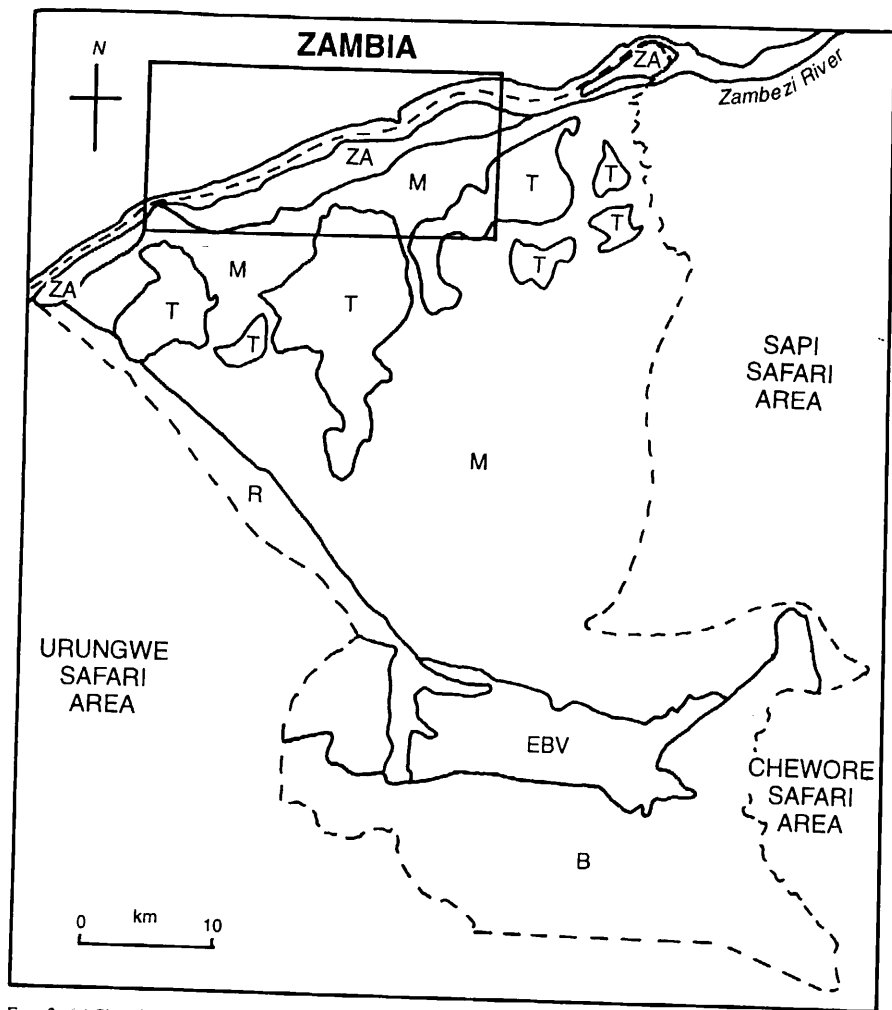 ZAMBIA
N
ZA
Zambezi River
ZA
M
T
T
T
T
ZA
M
T
T
T
SAPI
SAFARI
AREA
M
R
URUNGWE
SAFARI
AREA
EBV
CHEWORE
SAFARI
AREA
B
0 km 10